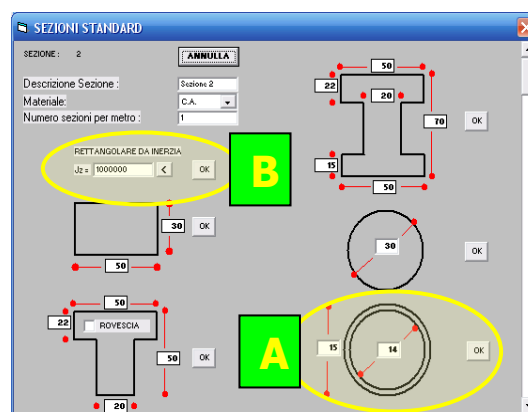 SEZIONI STANDARD
SEZIONE : 2
ANNULLA
Descrizione Sezione :
Sezione 2
Materiale:
C.A.
Numero sezioni per metro :
1
50
22
20
70
OK
15
50
RETTANGOLARE DA INERZIA
Jz = 1000000 < OK
B
30 OK
50
30 OK
50
22 ROVESCIA
50 OK
20
A
15 14 OK